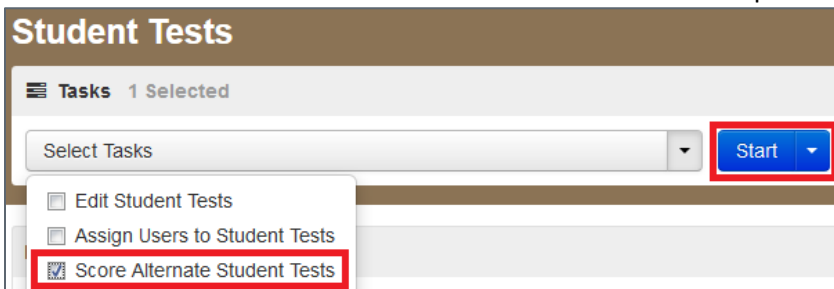 Student Tests
Tasks 1 Selected
Select Tasks
Start
Edit Student Tests
Assign Users to Student Tests
Score Alternate Student Tests